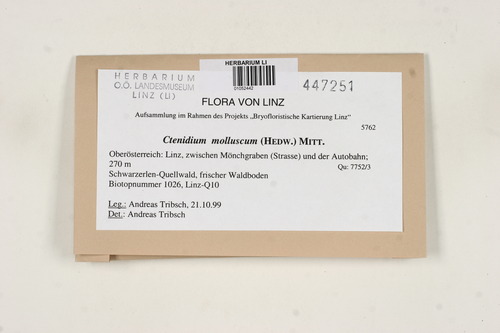 HERBARIUM LI
01052442
HERBARIUM
O.Ö. LANDESMUSEUM
LINZ (LI)
447251
FLORA VON LINZ
Aufsammlung im Rahmen des Projekts „Bryofloristische Kartierung Linz“
5762
Ctenidium molluscum (HEDW.) MITT.
Oberösterreich: Linz, zwischen Mönchgraben (Strasse) und der Autobahn;
270 m
Qu: 7752/3
Schwarzerlen-Quellwald, frischer Waldboden
Biotopnummer 1026, Linz-Q10
Leg.: Andreas Tribsch, 21.10.99
Det.: Andreas Tribsch